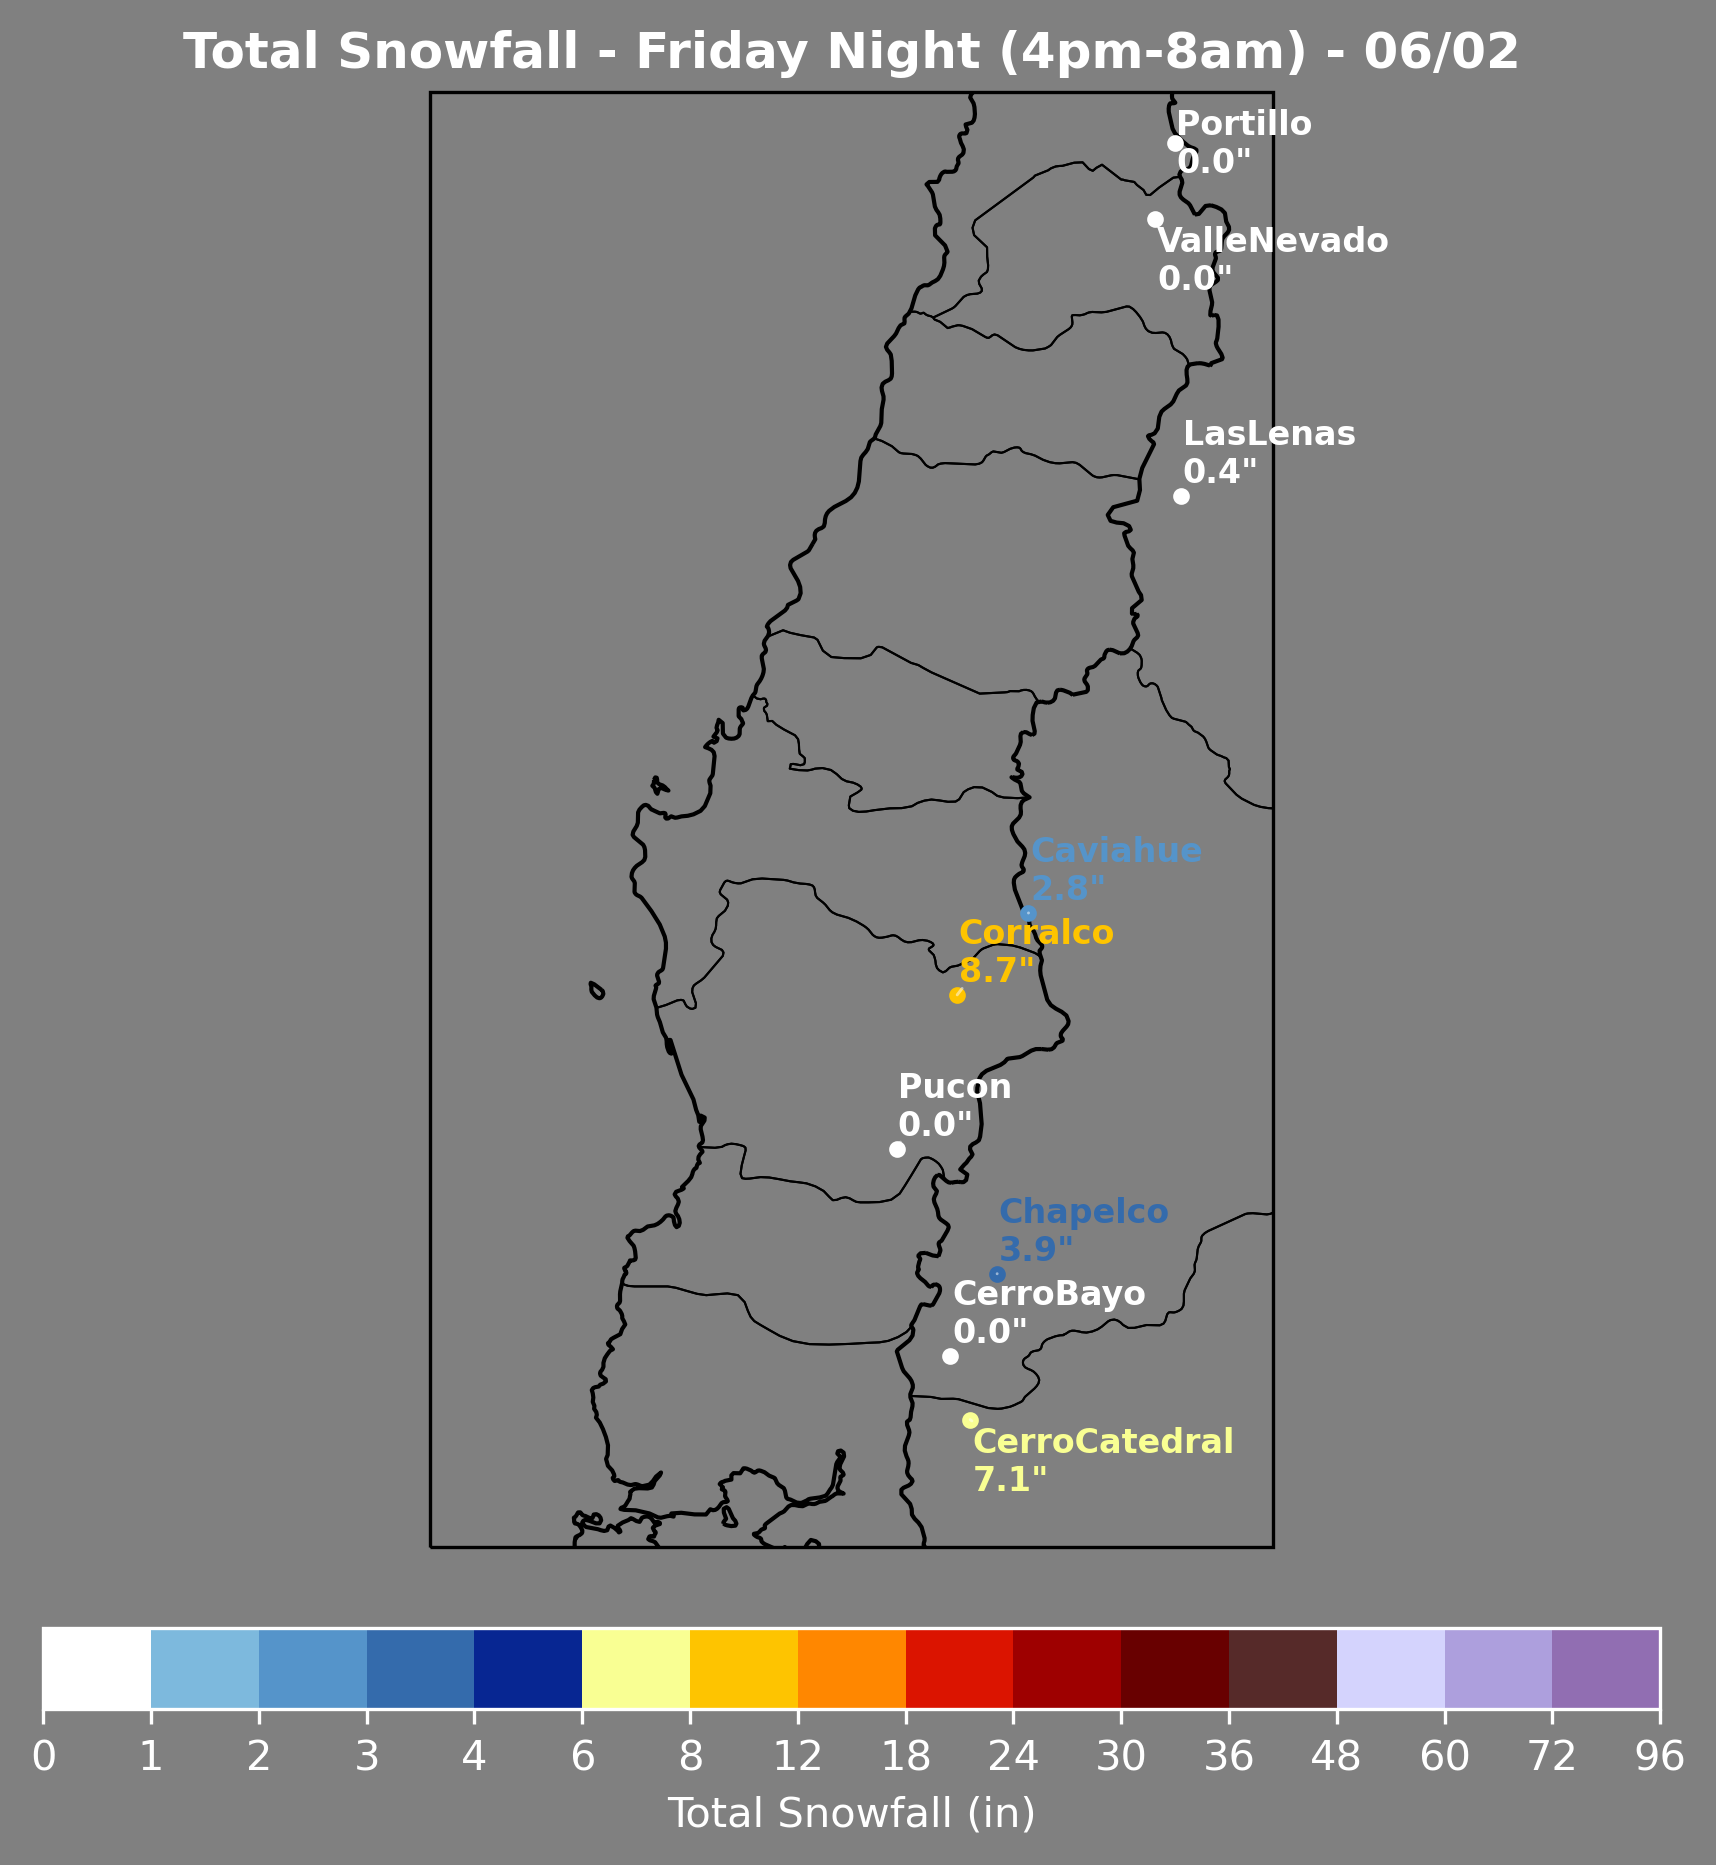 Total Snowfall - Friday Night (4pm-8am) - 06/02
Portillo
0.0"
ValleNevado
0.0"
LasLenas
0.4"
Caviahue
2.8"
Corralco
8.7"
Pucon
0.0"
Chapelco
3.9"
CerroBayo
0.0"
CerroCatedral
7.1"
0 1 2 3 4 6 8 12 18 24 30 36 48 60 72 96
Total Snowfall (in)